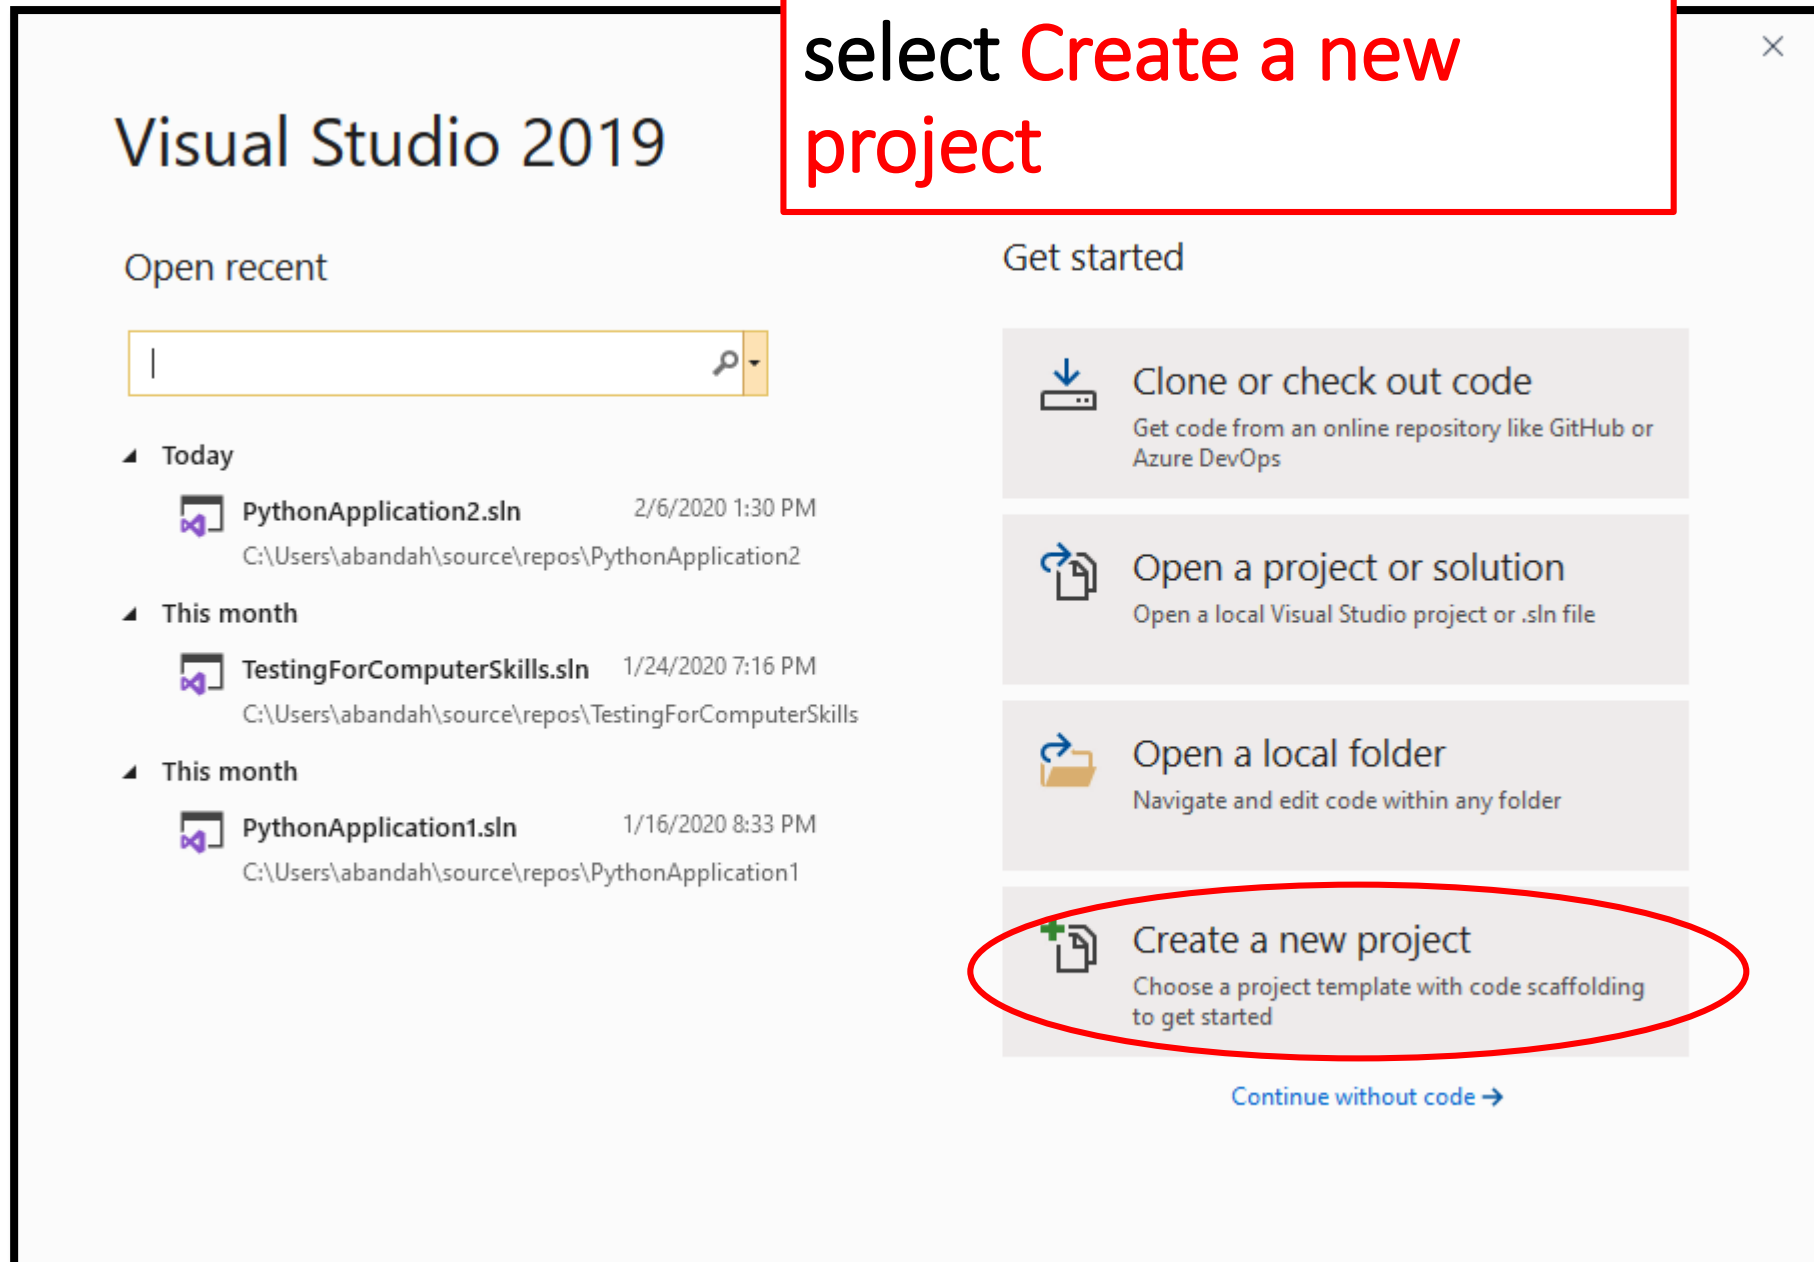 select Create a new
project
Visual Studio 2019
Open recent
Today
PythonApplication2.sln 2/6/2020 1:30 PM
C:\Users\abandah\source\repos\PythonApplication2
This month
TestingForComputerSkills.sln 1/24/2020 7:16 PM
C:\Users\abandah\source\repos\TestingForComputerSkills
This month
PythonApplication1.sln 1/16/2020 8:33 PM
C:\Users\abandah\source\repos\PythonApplication1
Get started
Clone or check out code
Get code from an online repository like GitHub or
Azure DevOps
Open a project or solution
Open a local Visual Studio project or .sln file
Open a local folder
Navigate and edit code within any folder
Create a new project
Choose a project template with code scaffolding
to get started
Continue without code →